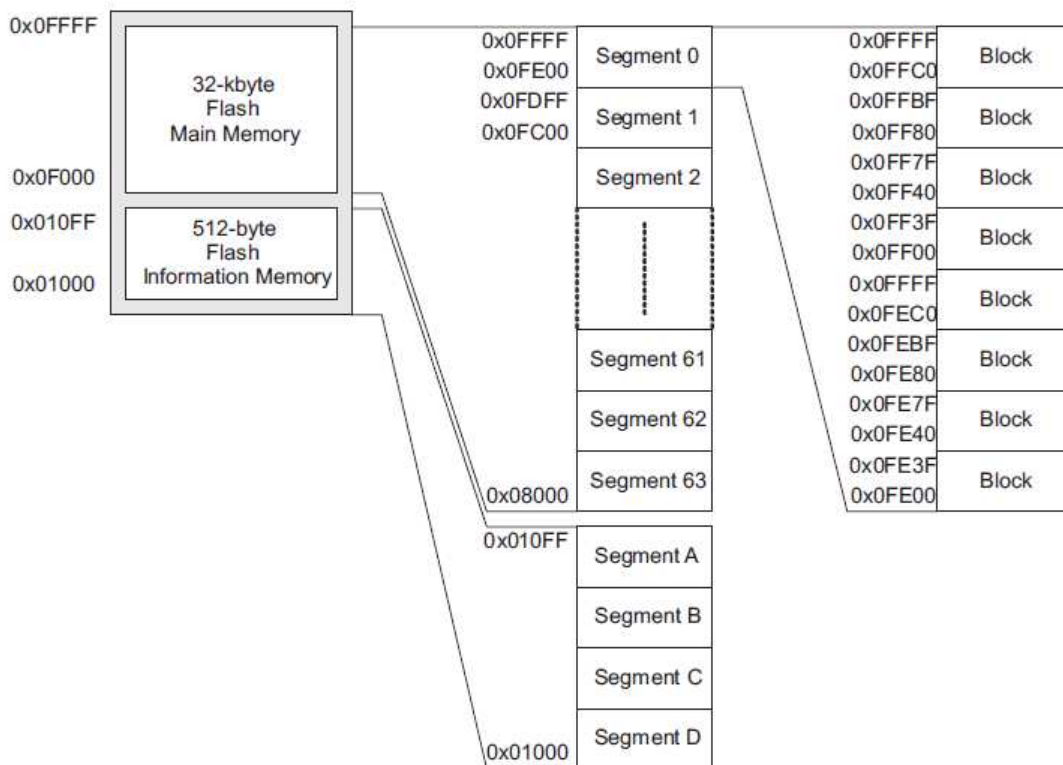 0x0FFFF
32-kbyte
Flash
Main Memory
0x0F000
0x010FF
512-byte
Flash
Information Memory
0x01000
0x0FFFF
Segment 0
0x0FE00
0x0FDFF
Segment 1
0x0FC00
Segment 2
Segment 61
Segment 62
Segment 63
0x08000
0x010FF
Segment A
Segment B
Segment C
Segment D
0x01000
0x0FFFF
Block
0x0FFC0
0x0FFBF
Block
0x0FF80
0x0FF7F
Block
0x0FF40
0x0FF3F
Block
0x0FF00
0x0FFFF
Block
0x0FEC0
0x0FEBF
Block
0x0FE80
0x0FE7F
Block
0x0FE40
0x0FE3F
Block
0x0FE00